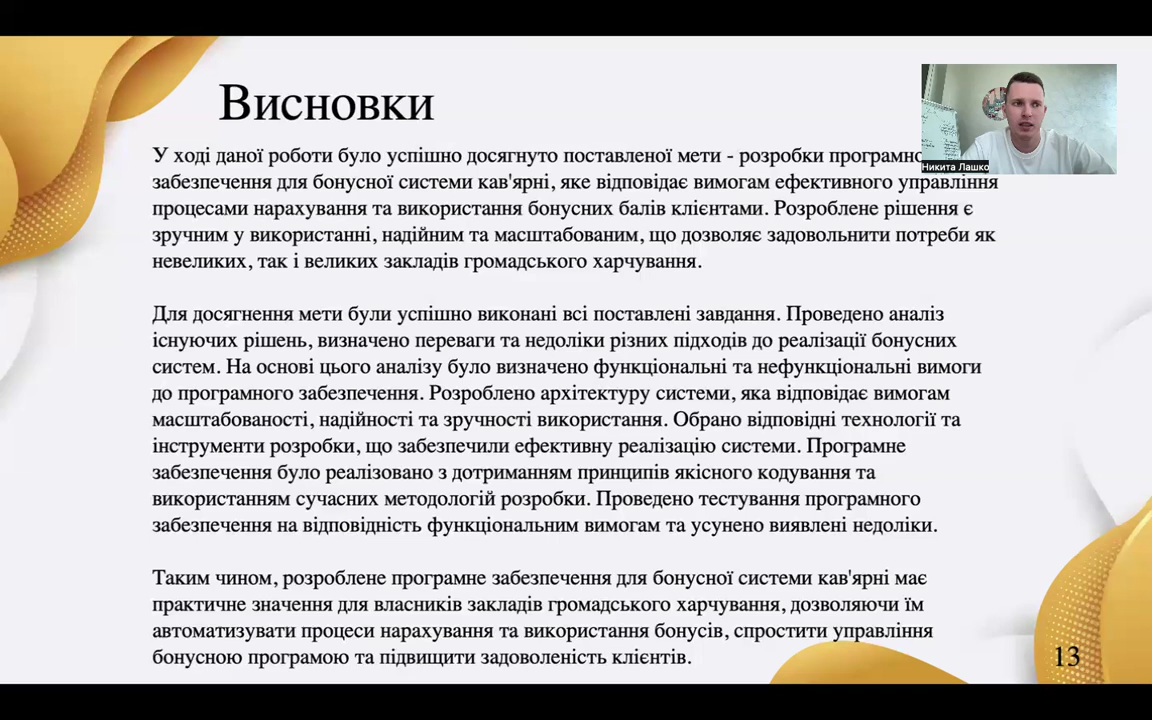 Висновки
Никита Лашко
У ході даної роботи було успішно досягнуто поставленої мети - розробки
забезпечення для бонусної системи кав'ярні, яке відповідає вимогам ефективного управління
процесами нарахування та використання бонусних балів клієнтами. Розроблене рішення є
зручним у використанні, надійним та масштабованим, що дозволяє задовольнити потреби як
невеликих, так і великих закладів громадського харчування.
Для досягнення мети були успішно виконані всі поставлені завдання. Проведено аналіз
існуючих рішень, визначено переваги та недоліки різних підходів до реалізації бонусних
систем. На основі цього аналізу було визначено функціональні та нефункціональні вимоги
до програмного забезпечення. Розроблено архітектуру системи, яка відповідає вимогам
масштабованості, надійності та зручності використання. Обрано відповідні технології та
інструменти розробки, що забезпечили ефективну реалізацію системи. Програмне
забезпечення було реалізовано з дотриманням принципів якісного кодування та
використанням сучасних методологій розробки. Проведено тестування програмного
забезпечення на відповідність функціональним вимогам та усунено виявлені недоліки.
Таким чином, розроблене програмне забезпечення для бонусної системи кав'ярні має
практичне значення для власників закладів громадського харчування, дозволяючи їм
автоматизувати процеси нарахування та використання бонусів, спростити управління
бонусною програмою та підвищити задоволеність клієнтів.
13